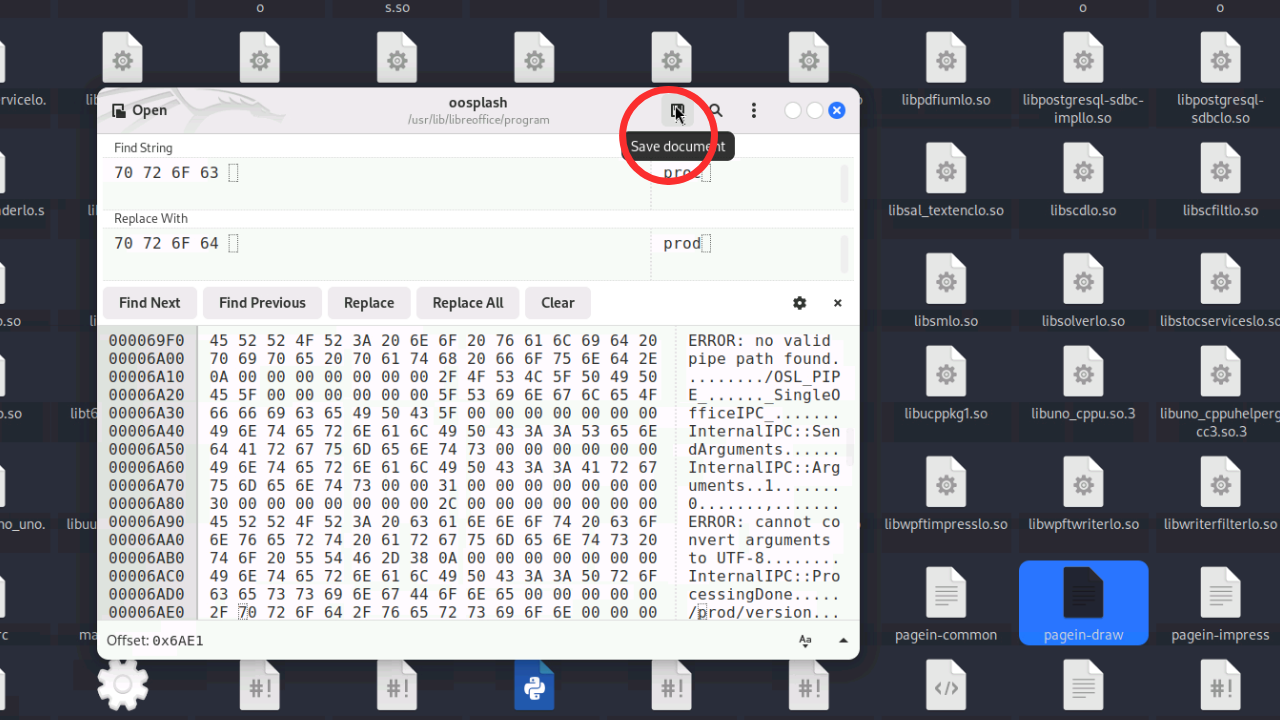 o
s.so
o
o
rvicelo.
lib
libpdfiumlo.so
libpostgresql-sdbc-
impllo.so
libpostgresql-
sdbclo.so
Open
oosplash
/usr/lib/libreoffice/program
Save document
Find String
70 72 6F 63
proc
Replace With
70 72 6F 64
prod
derlo.s
lib
libsal_textenclo.so
libscdlo.so
libscfiltlo.so
Find Next
Find Previous
Replace
Replace All
Clear
o.so
li
libsmlo.so
libsolverlo.so
libstocserviceslo.so
000069F0 45 52 52 4F 52 3A 20 6E 6F 20 76 61 6C 69 64 20 ERROR: no valid
00006A00 70 69 70 65 20 70 61 74 68 20 66 6F 75 6E 64 2E pipe path found.
00006A10 0A 00 00 00 00 00 00 00 2F 4F 53 4C 5F 50 49 50 ......../OSL_PIP
00006A20 45 5F 00 00 00 00 00 00 5F 53 69 6E 67 6C 65 4F E_......_SingleO
00006A30 66 66 69 63 65 49 50 43 5F 00 00 00 00 00 00 00 fficeIPC_.......
00006A40 49 6E 74 65 72 6E 61 6C 49 50 43 3A 3A 53 65 6E InternalIPC::Sen
00006A50 64 41 72 67 75 6D 65 6E 74 73 00 00 00 00 00 00 dArguments......
00006A60 49 6E 74 65 72 6E 61 6C 49 50 43 3A 3A 41 72 67 InternalIPC::Arg
00006A70 75 6D 65 6E 74 73 00 00 31 00 00 00 00 00 00 00 uments..1.......
00006A80 30 00 00 00 00 00 00 00 2C 00 00 00 00 00 00 00 0.......,.......
00006A90 45 52 52 4F 52 3A 20 63 61 6E 6E 6F 74 20 63 6F ERROR: cannot co
00006AA0 6E 76 65 72 74 20 61 72 67 75 6D 65 6E 74 73 20 nvert arguments
00006AB0 74 6F 20 55 54 46 2D 38 0A 00 00 00 00 00 00 00 to UTF-8........
00006AC0 49 6E 74 65 72 6E 61 6C 49 50 43 3A 3A 50 72 6F InternalIPC::Pro
00006AD0 63 65 73 73 69 6E 67 44 6F 6E 65 00 00 00 00 00 cessingDone.....
00006AE0 2F 70 72 6F 64 2F 76 65 72 73 69 6F 6E 00 00 00 /prod/version...
o.so
libt6
libucppkg1.so
libuno_cppu.so.3
libuno_cppuhelperg
cc3.so.3
no_uno.
libuu
libwpftimpresslo.so
libwpftwriterlo.so
libwriterfilterlo.so
Offset: 0x6AE1
Aa
rc
ma
pagein-common
pagein-draw
pagein-impress
#!
#!
#!
#!
</>
#!